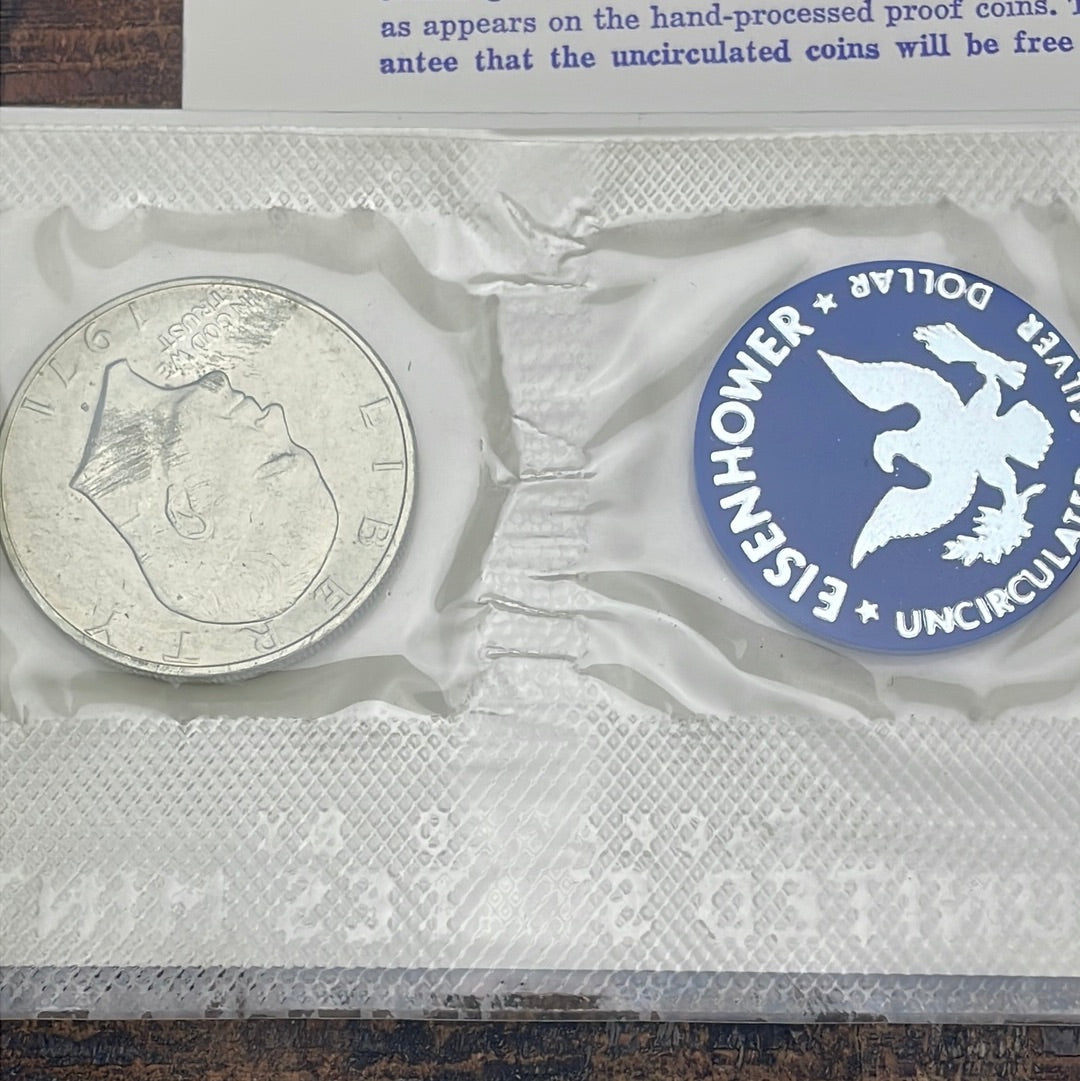 as appears on the hand-processed proof coins.
antee that the uncirculated coins will be free
LIBERTY
IN GOD W
TRUST
1971
EISENHOWER ★ DOLLAR
★ UNCIRCULATED SILVER